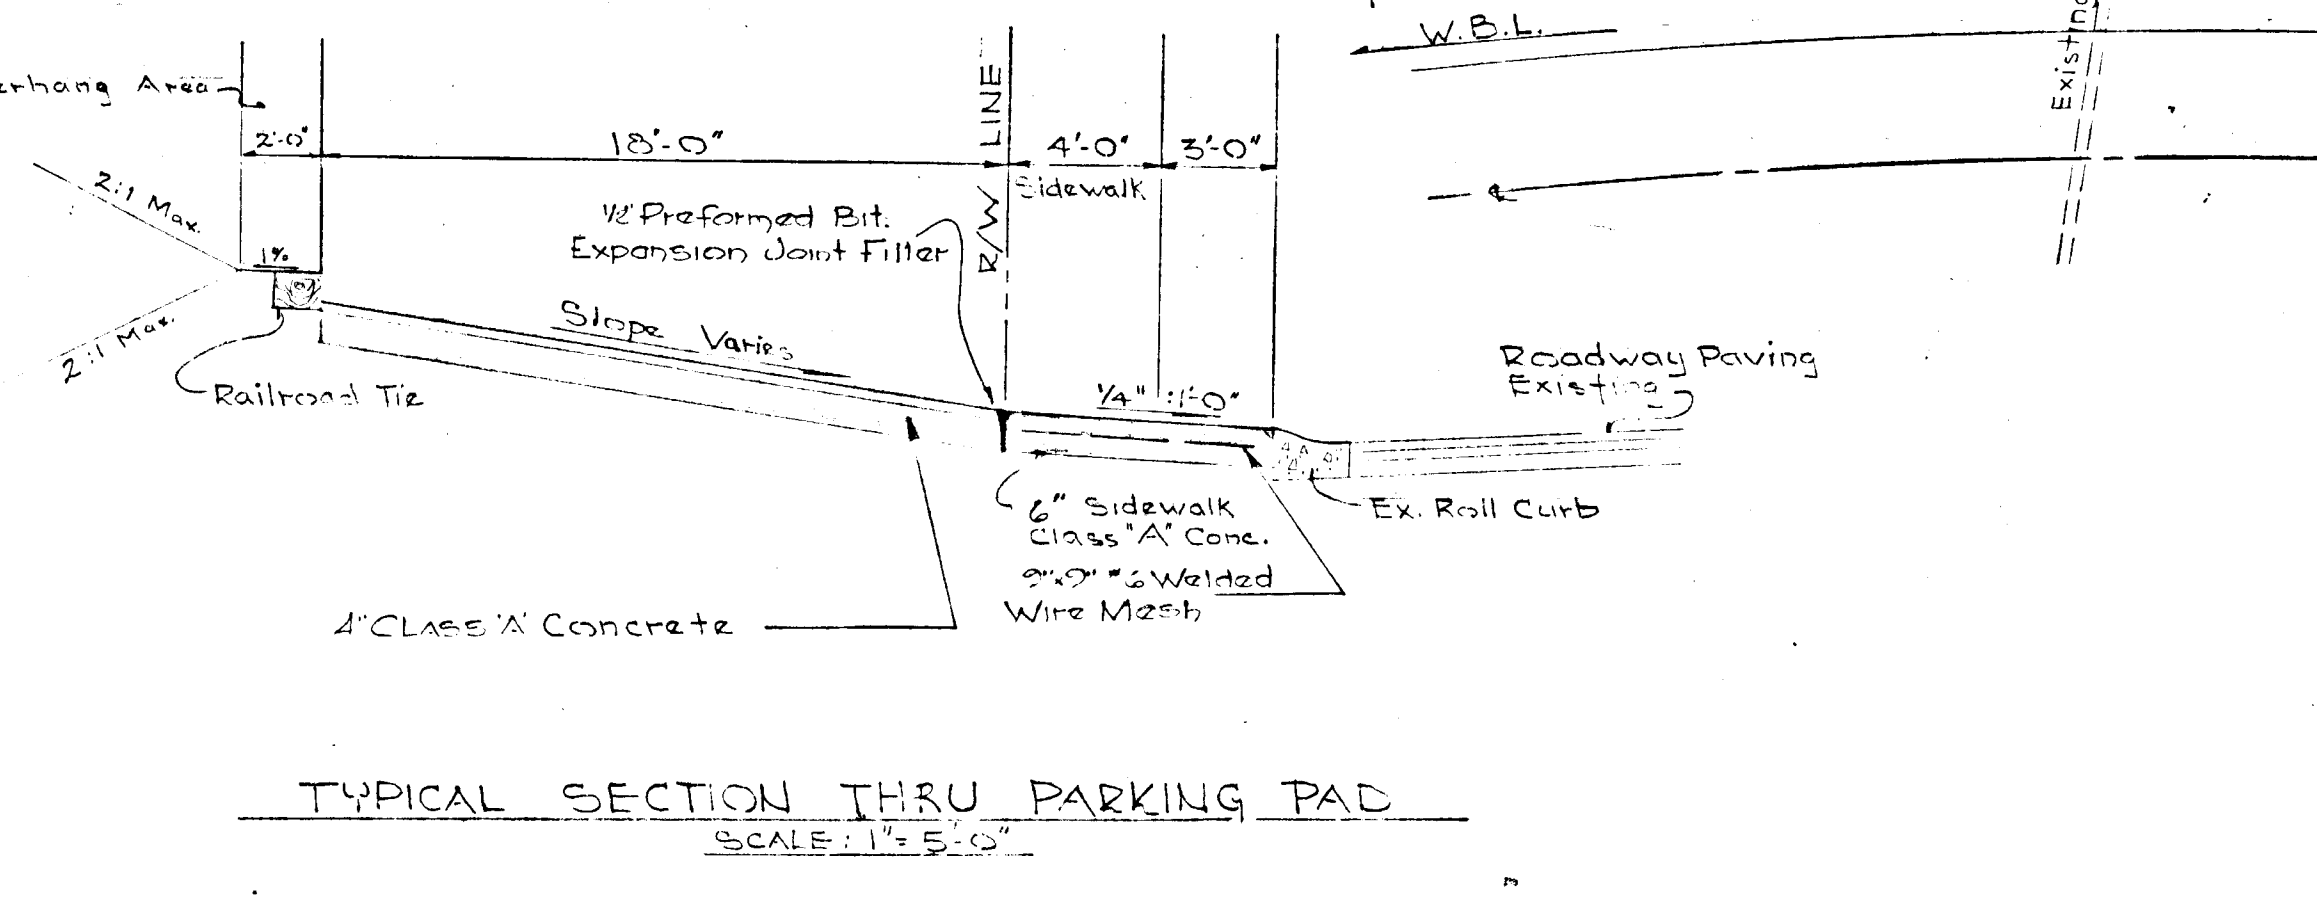 W.B.L.
Existing
erhang Area
LINE
2'-0"
18'-0"
4'-0"
3'-0"
Sidewalk
R/W
2:1 Max.
1/2" Preformed Bit.
Expansion Joint Filler
1%
2:1 Max.
Slope Varies
Railroad Tie
1/4" : 1'-0"
Roadway Paving
Existing
6" Sidewalk
Class "A" Conc.
Ex. Roll Curb
9"x9" #6 Welded
Wire Mesh
4" CLASS 'A' Concrete
TYPICAL SECTION THRU PARKING PAD
SCALE: 1" = 5'-0"